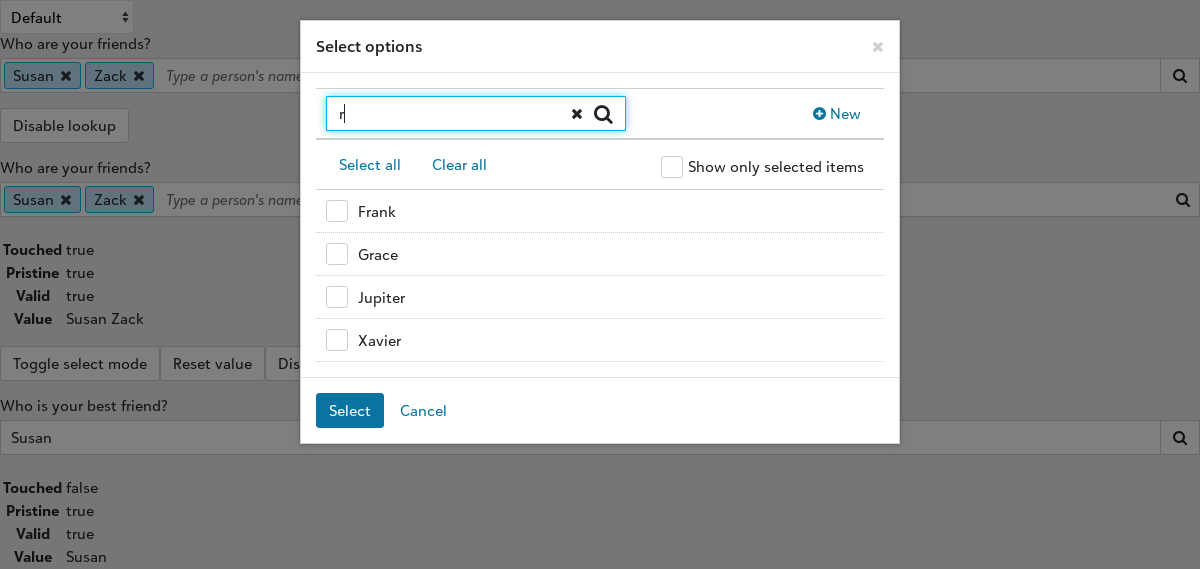 Default
Who are your friends?
Susan Zack Type a person's name
Disable lookup
Who are your friends?
Susan Zack Type a person's name
Touched true
Pristine true
Valid true
Value Susan Zack
Toggle select mode Reset value Dis
Who is your best friend?
Susan
Touched false
Pristine true
Valid true
Value Susan
Select options
r
New
Select all Clear all Show only selected items
Frank
Grace
Jupiter
Xavier
Select Cancel